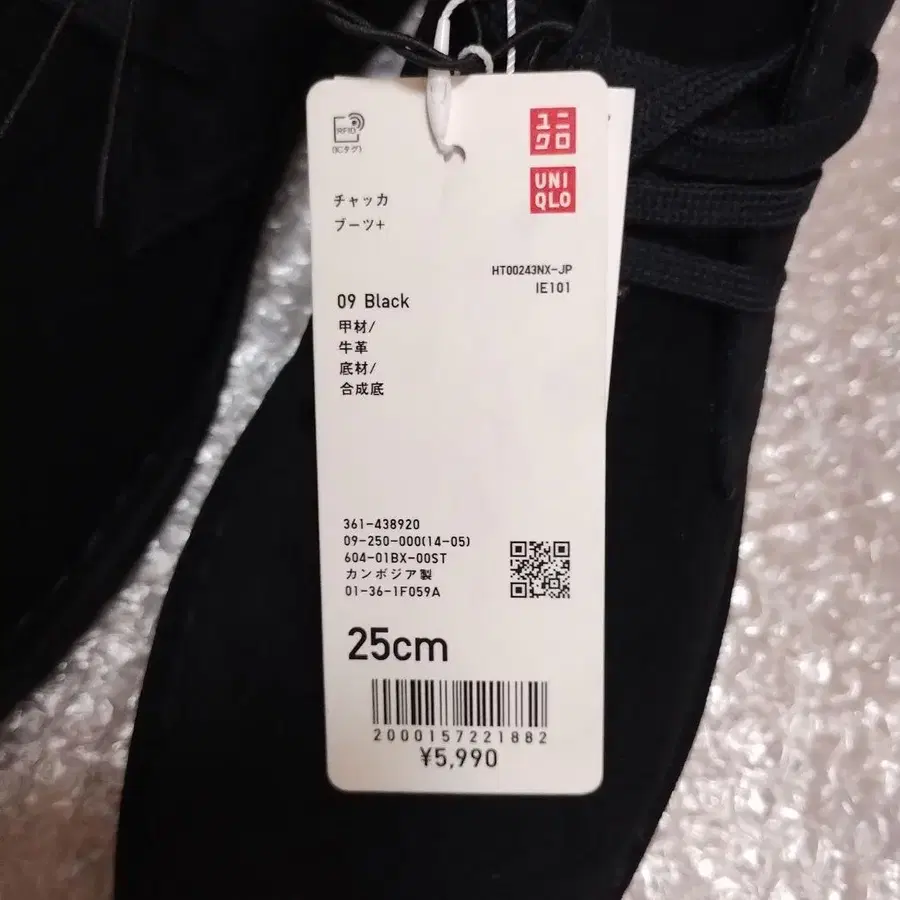 RFID
(ICタグ)
ユニ
クロ
UNI
QLO
チャッカ
ブーツ+
HT00243NX-JP
IE101
09 Black
甲材/
牛革
底材/
合成底
361-438920
09-250-000(14-05)
604-01BX-00ST
カンボジア製
01-36-1F059A
25cm
2000157221882
¥5,990